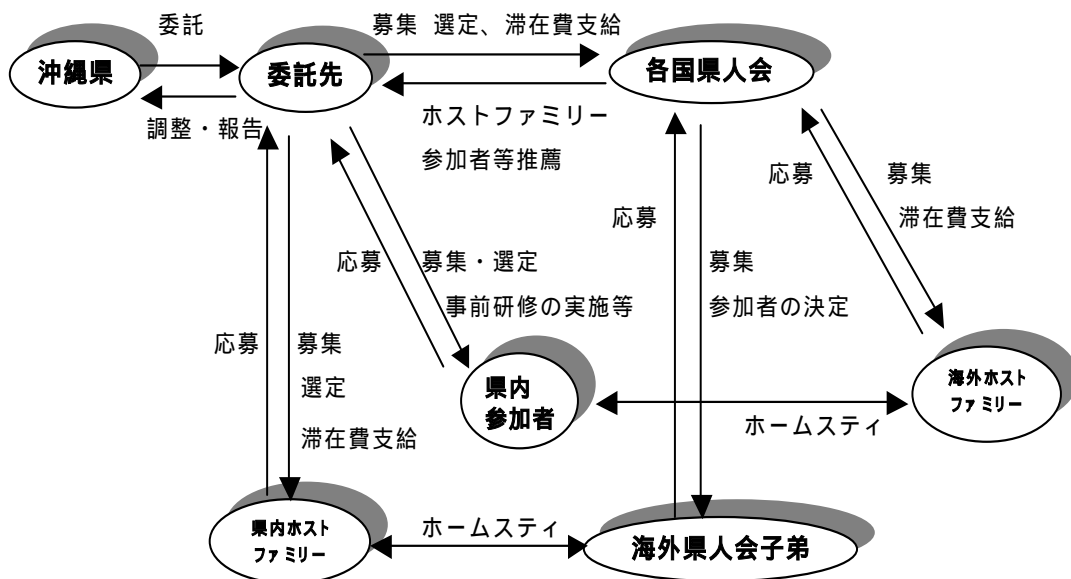 委託
募集 選定、滞在費支給
沖縄県
委託先
各国県人会
調整・報告
ホストファミリー
参加者等推薦
応募
募集
滞在費支給
応募
応募
募集・選定
事前研修の実施等
募集
参加者の決定
応募
募集
選定
滞在費支給
県内
参加者
海外ホスト
ファミリー
ホームスティ
県内ホスト
ファミリー
ホームスティ
海外県人会子弟